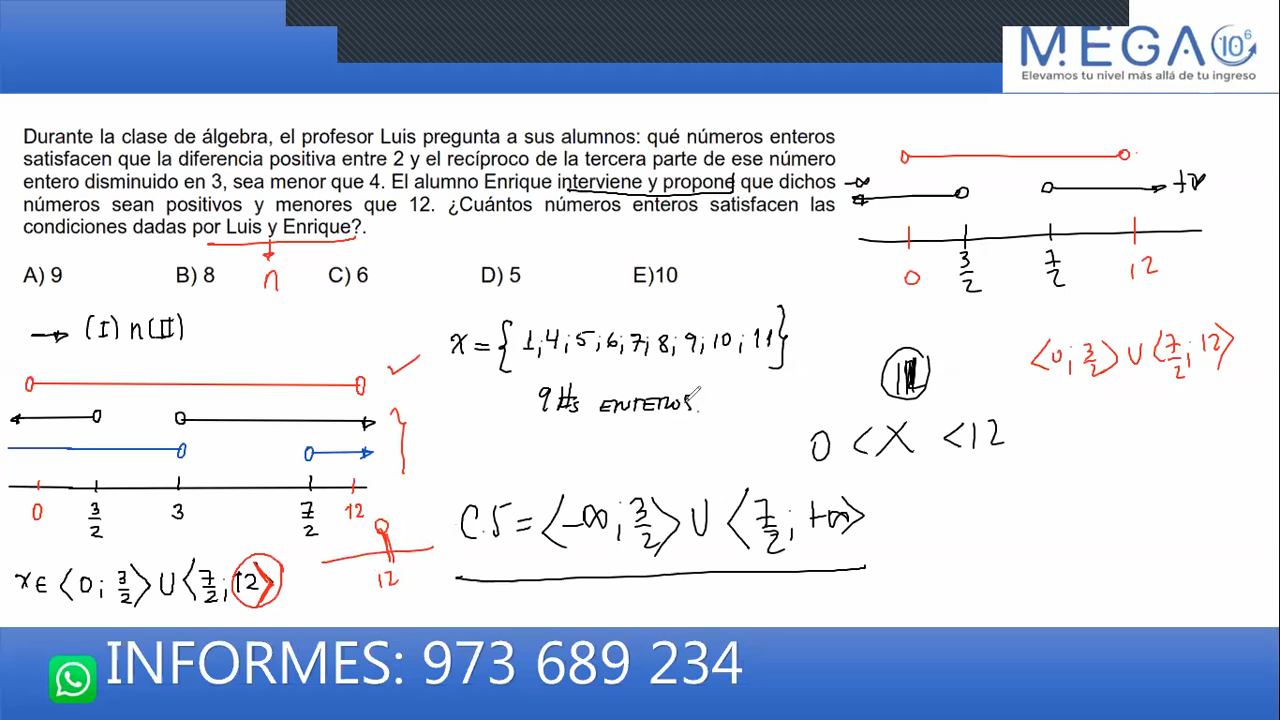 MEGA 10⁶
Elevamos tu nivel más allá de tu ingreso
Durante la clase de álgebra, el profesor Luis pregunta a sus alumnos: qué números enteros
satisfacen que la diferencia positiva entre 2 y el recíproco de la tercera parte de ese número
entero disminuido en 3, sea menor que 4. El alumno Enrique interviene y propone que dichos
números sean positivos y menores que 12. ¿Cuántos números enteros satisfacen las
condiciones dadas por Luis y Enrique?.
∩
A) 9 B) 8 C) 6 D) 5 E)10
-∞ +∞
0 3/2 7/2 12
→ (I) ∩ (II)
x = { 1; 4; 5; 6; 7; 8; 9; 10; 11 }
⟨0; 3/2⟩ ∪ ⟨7/2; 12⟩
9 #s ENTEROS.
11
0 < X < 12
0 3/2 3 7/2 12
C.S = ⟨-∞; 3/2⟩ ∪ ⟨7/2; +∞⟩
12
x ∈ ⟨0; 3/2⟩ ∪ ⟨7/2; 12⟩
INFORMES: 973 689 234